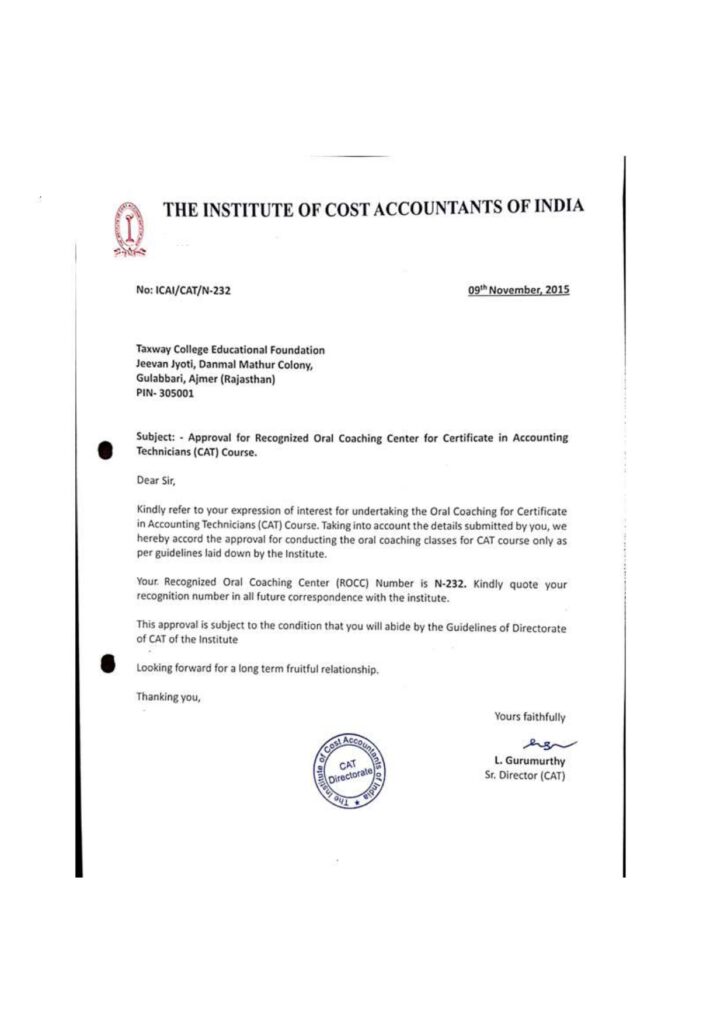 THE INSTITUTE OF COST ACCOUNTANTS OF INDIA
No: ICAI/CAT/N-232
09th November, 2015
Taxway College Educational Foundation
Jeevan Jyoti, Danmal Mathur Colony,
Gulabbari, Ajmer (Rajasthan)
PIN- 305001
Subject: - Approval for Recognized Oral Coaching Center for Certificate in Accounting
Technicians (CAT) Course.
Dear Sir,
Kindly refer to your expression of interest for undertaking the Oral Coaching for Certificate
in Accounting Technicians (CAT) Course. Taking into account the details submitted by you, we
hereby accord the approval for conducting the oral coaching classes for CAT course only as
per guidelines laid down by the Institute.
Your Recognized Oral Coaching Center (ROCC) Number is N-232. Kindly quote your
recognition number in all future correspondence with the institute.
This approval is subject to the condition that you will abide by the Guidelines of Directorate
of CAT of the Institute
Looking forward for a long term fruitful relationship.
Thanking you,
Yours faithfully
L. Gurumurthy
Sr. Director (CAT)
The Institute of Cost Accountants of India
CAT
Directorate